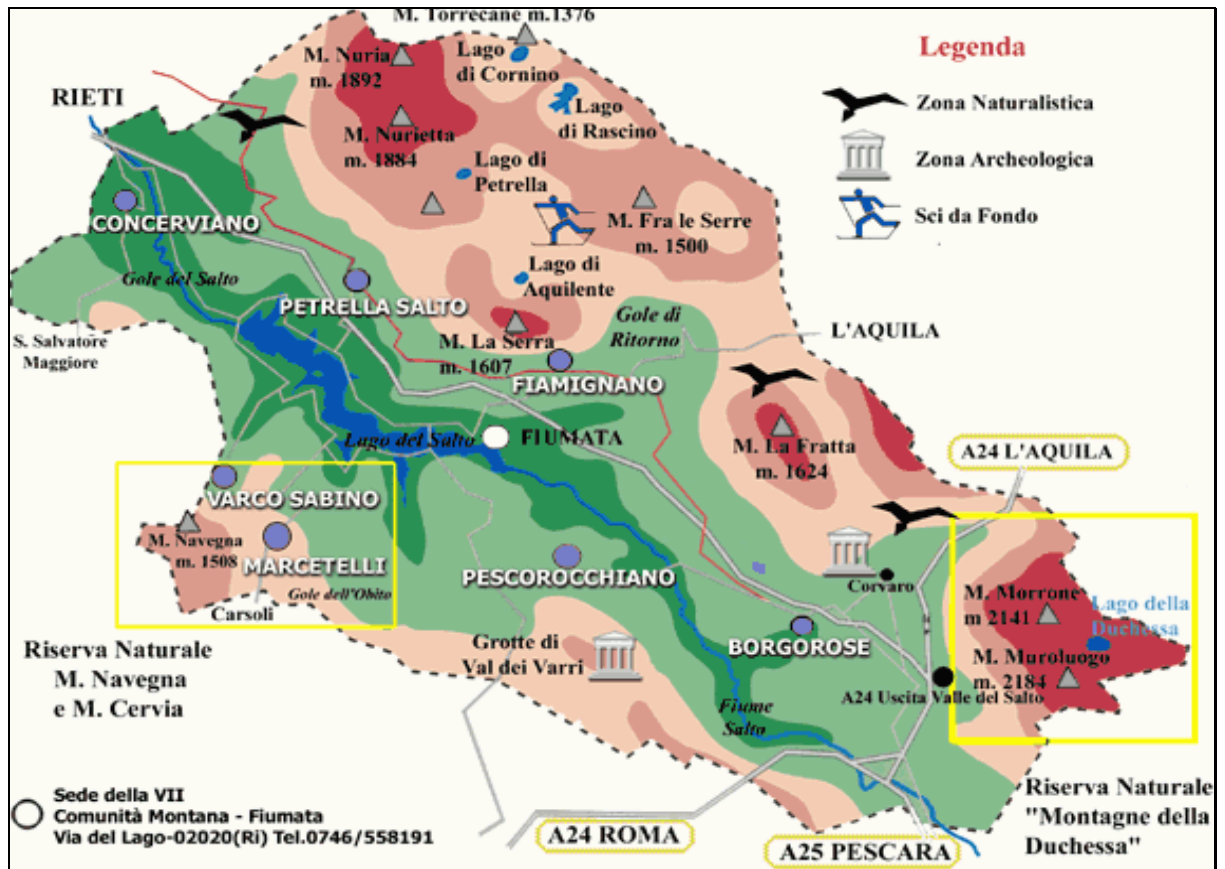 M. Torrecane m.1376
M. Nuria
m. 1892
Lago
di Cornino
Legenda
RIETI
Zona Naturalistica
Lago
di Rascino
M. Nurietta
m. 1884
Lago di
Petrella
Zona Archeologica
CONCERVIANO
M. Fra le Serre
m. 1500
Sci da Fondo
Gole del Salto
Lago di
Aquilente
PETRELLA SALTO
Gole di
Ritorno
L'AQUILA
S. Salvatore
Maggiore
M. La Serra
m. 1607
FIAMIGNANO
Lago del Salto
FIUMATA
M. La Fratta
m. 1624
A24 L'AQUILA
VARCO SABINO
M. Navegna
m. 1508
MARCETELLI
Gole dell'Obito
Carsoli
PESCOROCCHIANO
Corvaro
M. Morrone
m 2141
Lago della
Duchessa
BORGOROSE
Grotte di
Val dei Varri
M. Muroluogo
m. 2184
A24 Uscita Valle del Salto
Riserva Naturale
M. Navegna
e M. Cervia
Fiume
Salto
Sede della VII
Comunità Montana - Fiumata
Via del Lago-02020(Ri) Tel.0746/558191
A24 ROMA
A25 PESCARA
Riserva Naturale
"Montagne della
Duchessa"